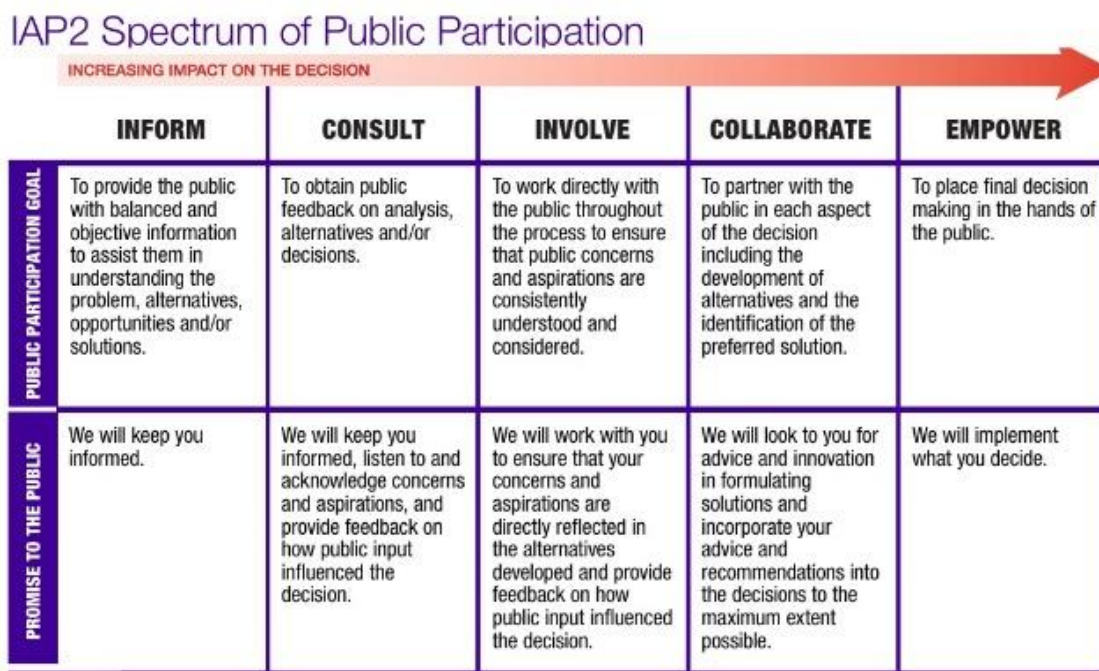 IAP2 Spectrum of Public Participation
INCREASING IMPACT ON THE DECISION
INFORM
CONSULT
INVOLVE
COLLABORATE
EMPOWER
PUBLIC PARTICIPATION GOAL
To provide the public
with balanced and
objective information
to assist them in
understanding the
problem, alternatives,
opportunities and/or
solutions.
To obtain public
feedback on analysis,
alternatives and/or
decisions.
To work directly with
the public throughout
the process to ensure
that public concerns
and aspirations are
consistently
understood and
considered.
To partner with the
public in each aspect
of the decision
including the
development of
alternatives and the
identification of the
preferred solution.
To place final decision
making in the hands of
the public.
PROMISE TO THE PUBLIC
We will keep you
informed.
We will keep you
informed, listen to and
acknowledge concerns
and aspirations, and
provide feedback on
how public input
influenced the
decision.
We will work with you
to ensure that your
concerns and
aspirations are
directly reflected in
the alternatives
developed and provide
feedback on how
public input influenced
the decision.
We will look to you for
advice and innovation
in formulating
solutions and
incorporate your
advice and
recommendations into
the decisions to the
maximum extent
possible.
We will implement
what you decide.